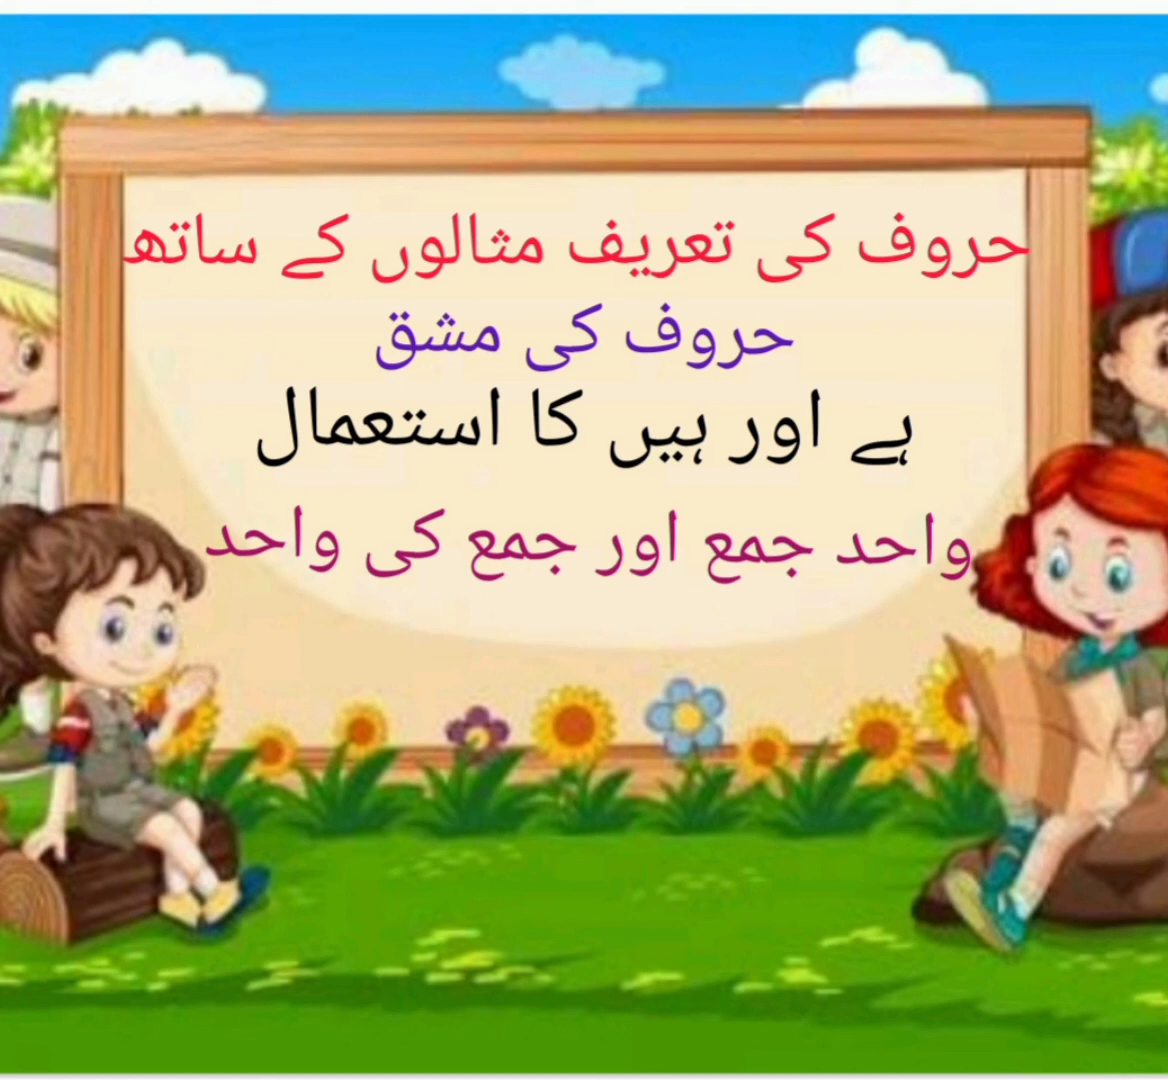 حروف کی تعریف مثالوں کے ساتھ
حروف کی مشق
ہے اور ہیں کا استعمال
واحد جمع اور جمع کی واحد